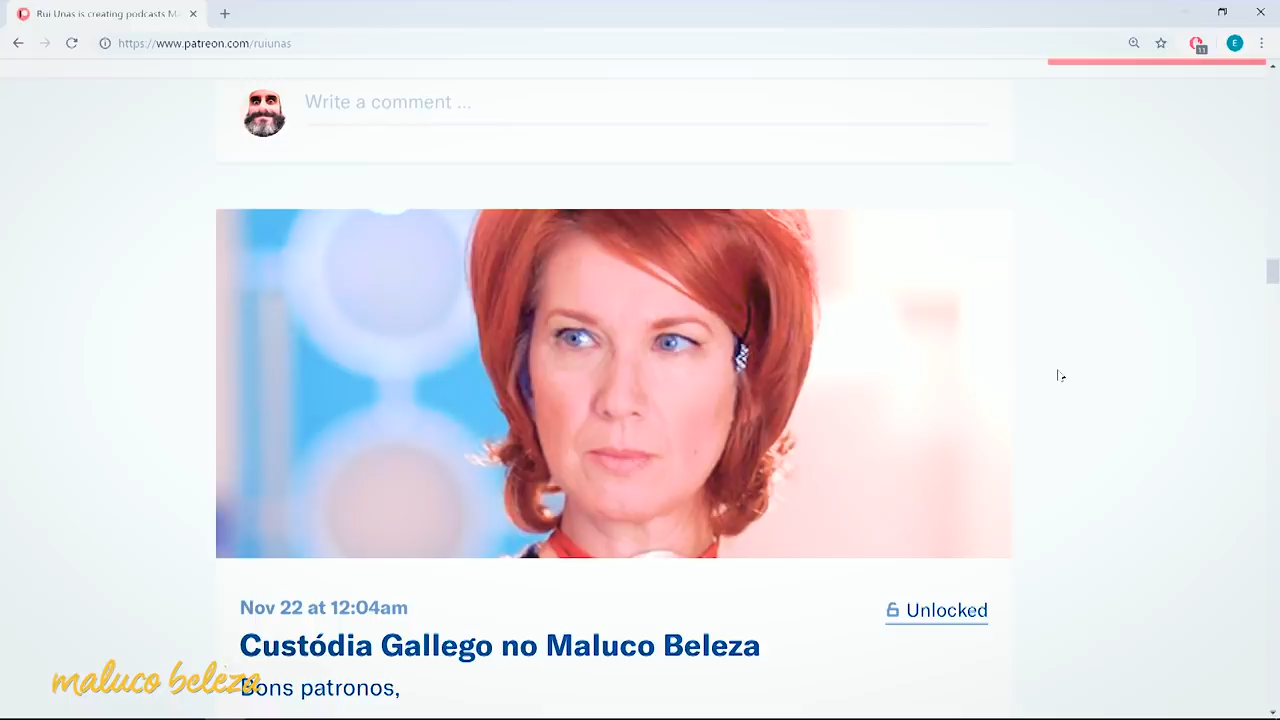 Rui Unas is creating podcasts M
https://www.patreon.com/ruiunas
11
E
Write a comment ...
Nov 22 at 12:04am
Unlocked
Custódia Gallego no Maluco Beleza
Bons patronos,
maluco beleza